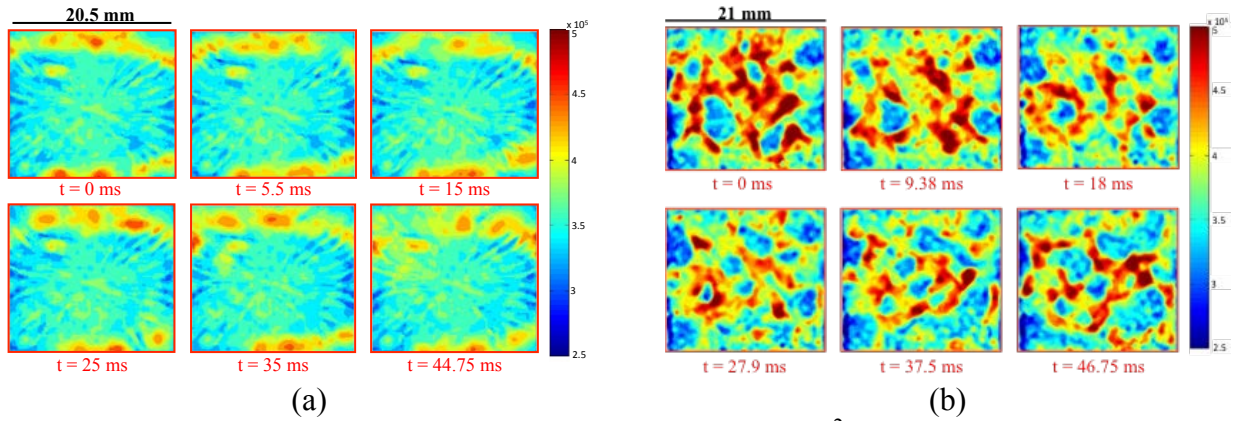 20.5 mm
x 10⁵
5
4.5
4
3.5
3
2.5
t = 0 ms
t = 5.5 ms
t = 15 ms
t = 25 ms
t = 35 ms
t = 44.75 ms
(a)
21 mm
x 10⁵
5
4.5
4
3.5
3
2.5
t = 0 ms
t = 9.38 ms
t = 18 ms
t = 27.9 ms
t = 37.5 ms
t = 46.75 ms
(b)